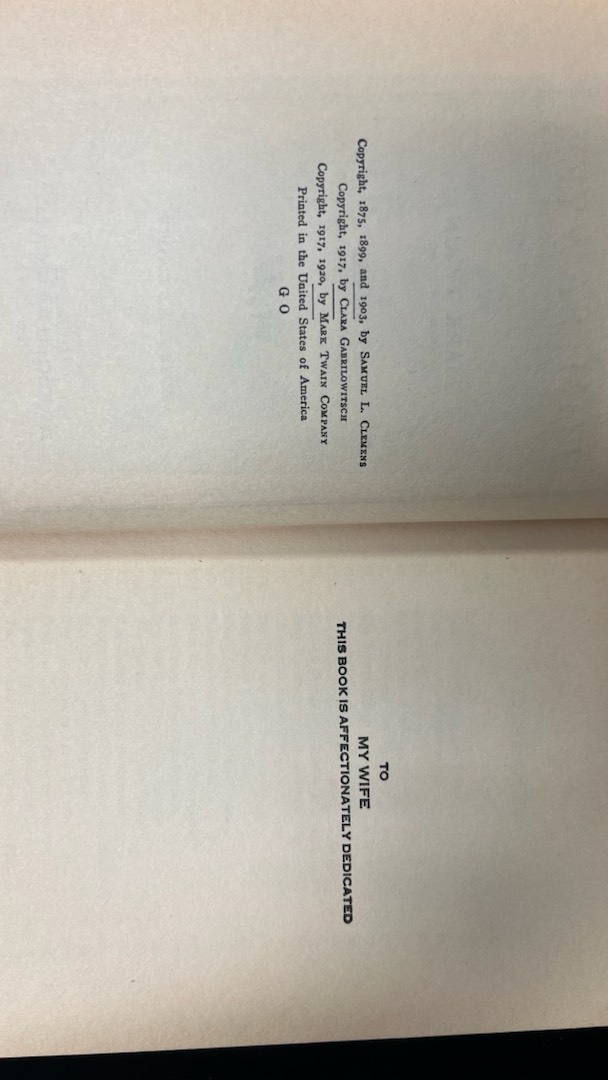 Copyright, 1875, 1899, and 1903, by SAMUEL L. CLEMENS
Copyright, 1917, by CLARA GABRILOWITSCH
Copyright, 1917, 1920, by MARK TWAIN COMPANY
Printed in the United States of America
G O
TO
MY WIFE
THIS BOOK IS AFFECTIONATELY DEDICATED